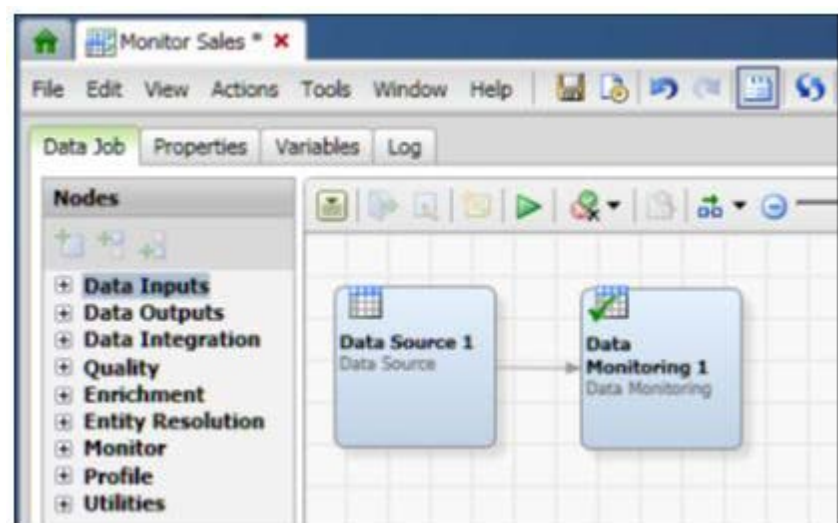 Monitor Sales *
File Edit View Actions Tools Window Help
Data Job Properties Variables Log
Nodes
Data Inputs
Data Outputs
Data Integration
Quality
Enrichment
Entity Resolution
Monitor
Profile
Utilities
Data Source 1
Data Source
Data
Monitoring 1
Data Monitoring